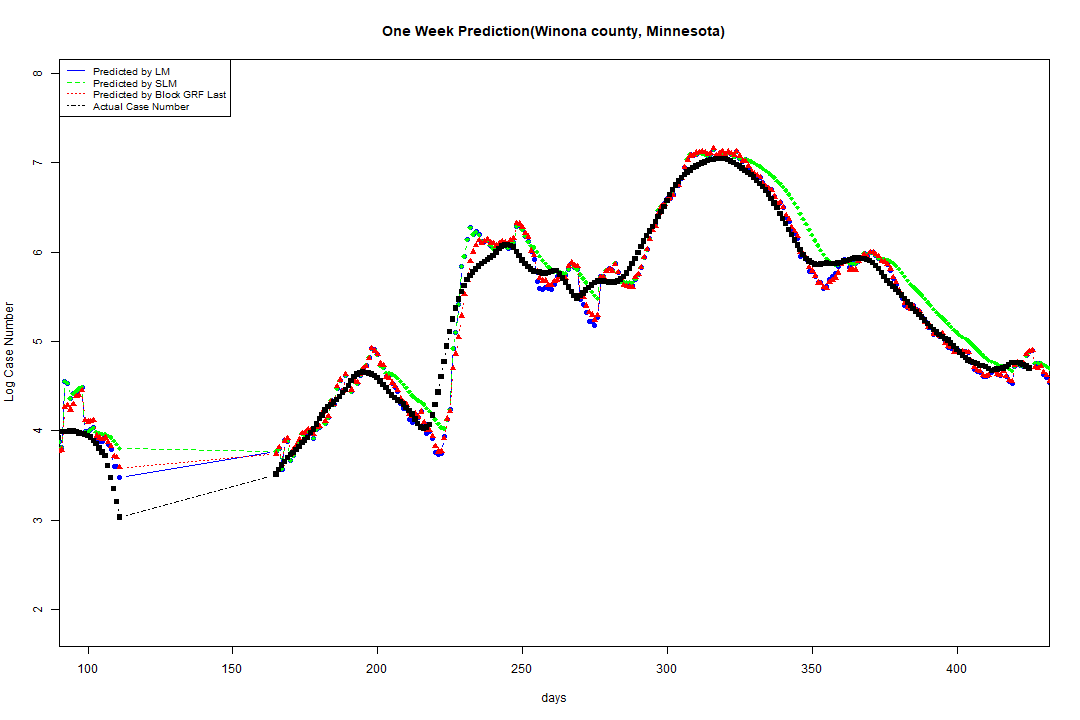 One Week Prediction(Winona county, Minnesota)
Predicted by LM
Predicted by SLM
Predicted by Block GRF Last
Actual Case Number
8
7
6
5
4
3
2
Log Case Number
100 150 200 250 300 350 400
days